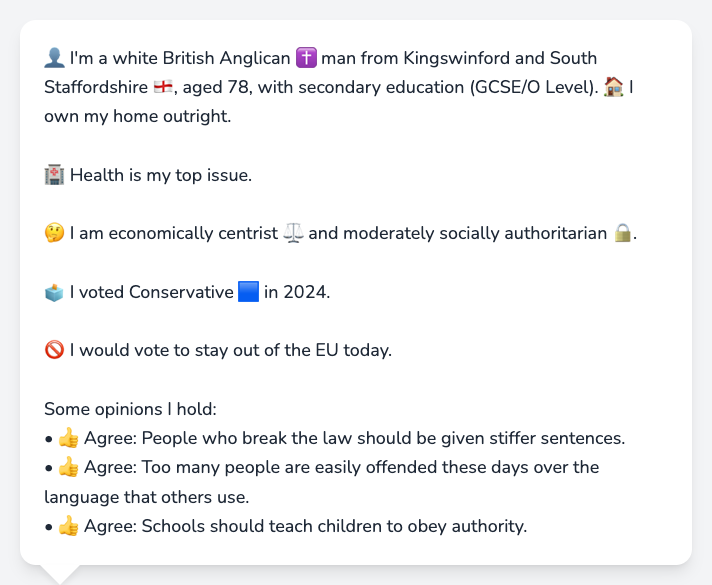 👤 I'm a white British Anglican ✝️ man from Kingswinford and South
Staffordshire 🏴󠁧󠁢󠁥󠁮󠁧󠁿, aged 78, with secondary education (GCSE/O Level). 🏠 I
own my home outright.
🏥 Health is my top issue.
🤔 I am economically centrist ⚖️ and moderately socially authoritarian 🔒.
🗳️ I voted Conservative 🟦 in 2024.
🚫 I would vote to stay out of the EU today.
Some opinions I hold:
• 👍 Agree: People who break the law should be given stiffer sentences.
• 👍 Agree: Too many people are easily offended these days over the
language that others use.
• 👍 Agree: Schools should teach children to obey authority.